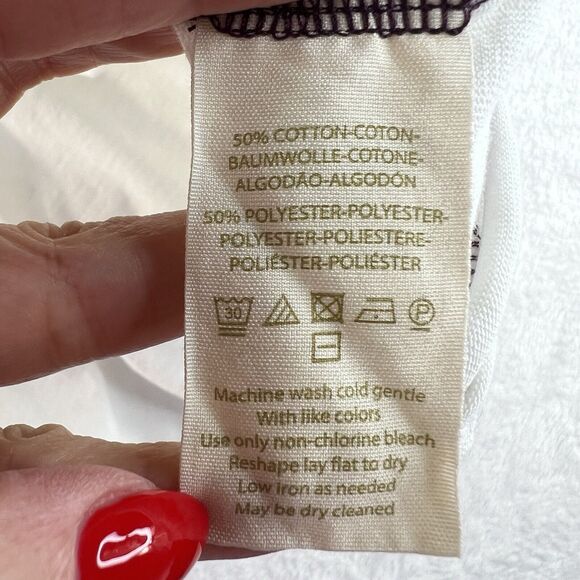 50% COTTON-COTON-
BAUMWOLLE-COTONE-
ALGODÃO-ALGODÓN
50% POLYESTER-POLYESTER-
POLYESTER-POLIESTERE-
POLIÉSTER-POLIÉSTER
30 P
Machine wash cold gentle
With like colors
Use only non-chlorine bleach
Reshape lay flat to dry
Low Iron as needed
May be dry cleaned